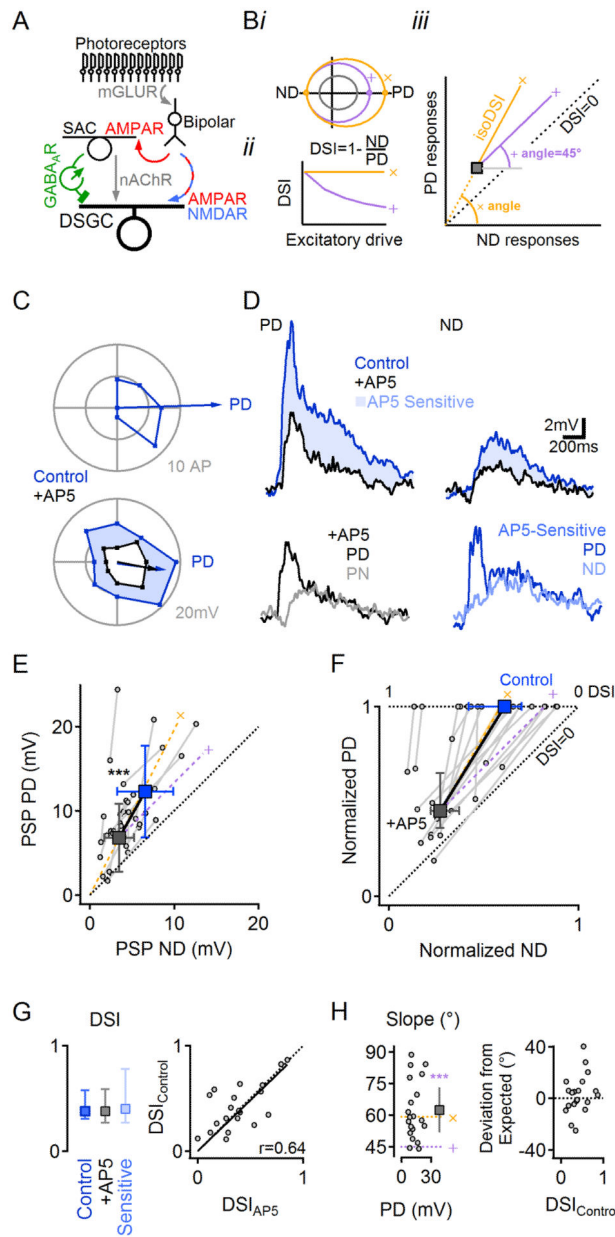 A
Photoreceptors
mGLUR
Bipolar
SAC
AMPAR
GABAAR
nAChR
AMPAR
NMDAR
DSGC
Bi
ND
PD
+
×
DSI=1-ND/PD
ii
DSI
×
+
Excitatory drive
iii
PD responses
isoDSI
×
+
DSI=0
+ angle=45°
× angle
ND responses
C
PD
10 AP
Control
+AP5
PD
20mV
D
PD
ND
Control
+AP5
AP5 Sensitive
2mV
200ms
+AP5
PD
PN
AP5-Sensitive
PD
ND
E
PSP PD (mV)
20
10
0
***
×
+
0
10
20
PSP ND (mV)
F
Control
×
+
1
1
0 DSI
DSI=0
Normalized PD
+AP5
0
0
1
Normalized ND
G
DSI
1
0
Control
+AP5
Sensitive
DSIControl
1
0
r=0.64
0
1
DSIAP5
H
Slope (°)
90
75
60
45
***
×
+
0
30
PD (mV)
Deviation from
Expected (°)
40
0
-40
0
1
DSIControl